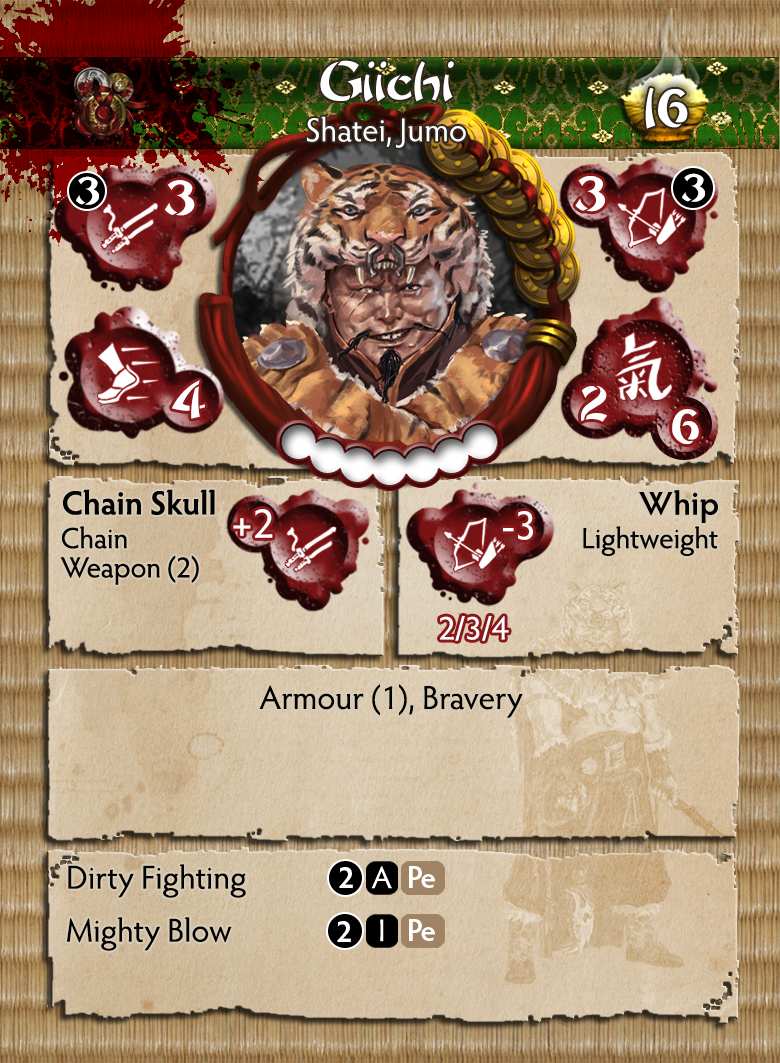 Giichi
16
Shatei, Jumo
3 3
3 3
4
氣
2 6
Chain Skull
Chain
Weapon (2)
+2
-3
2/3/4
Whip
Lightweight
Armour (1), Bravery
Dirty Fighting 2 A Pe
Mighty Blow 2 I Pe